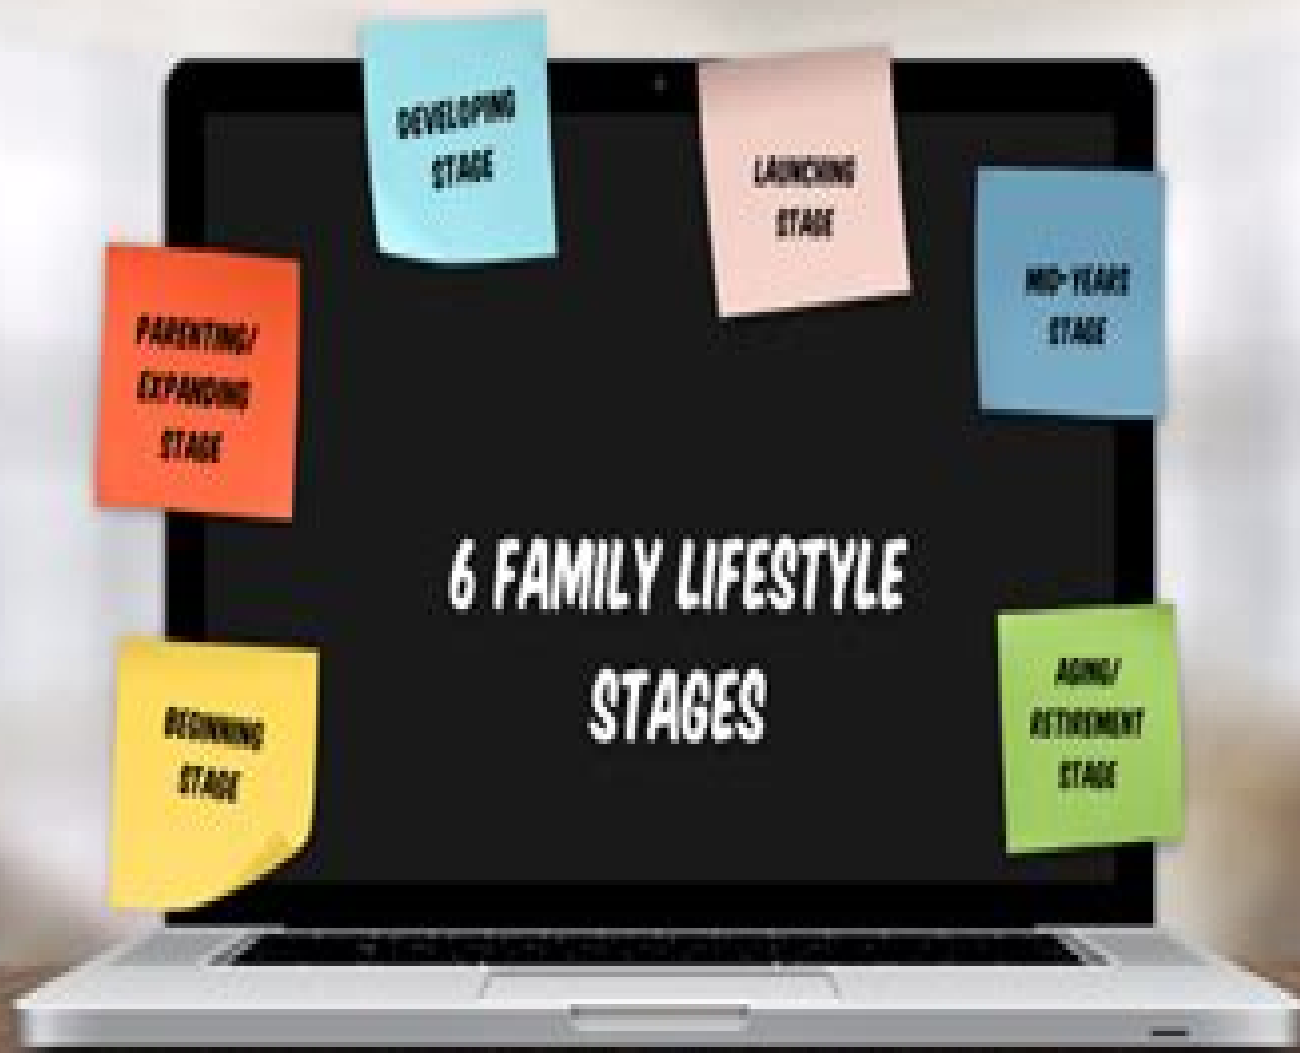 DEVELOPING
STAGE
LAUNCHING
STAGE
MID-YEARS
STAGE
PARENTING/
EXPANDING
STAGE
6 FAMILY LIFESTYLE
STAGES
BEGINNING
STAGE
AGING/
RETIREMENT
STAGE